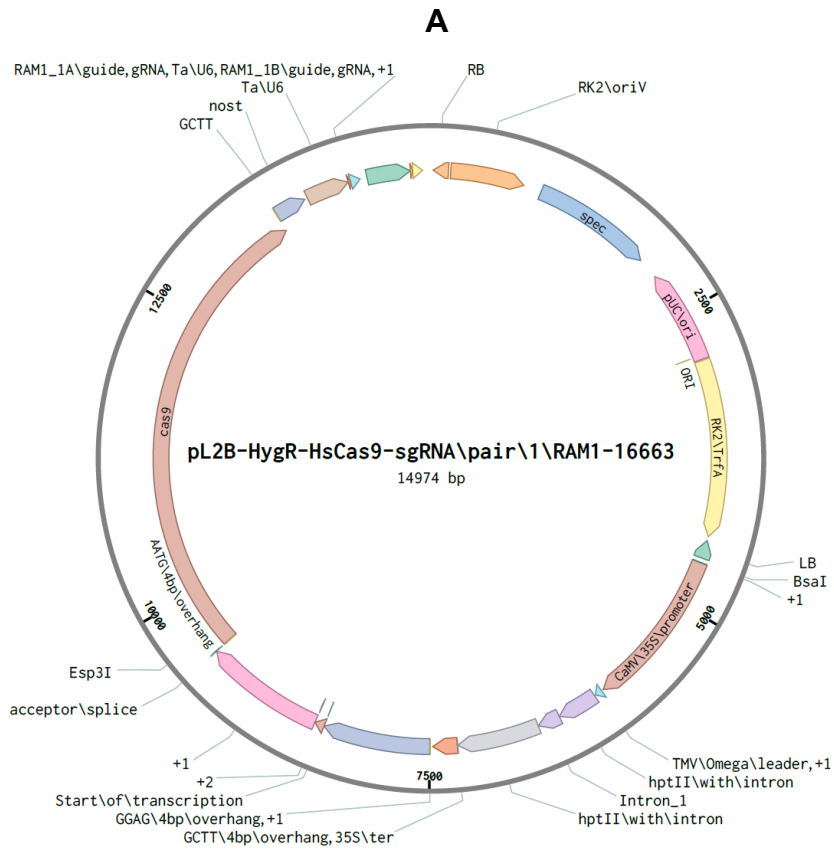 A
RAM1_1A\guide,gRNA,Ta\U6,RAM1_1B\guide,gRNA,+1
RB
Ta\U6
RK2\oriV
nost
GCTT
spec
2500
12500
pUC\ori
ORI
cas9
RK2\TrfA
pL2B-HygR-HsCas9-sgRNA\pair\1\RAM1-16663
14974 bp
AATG\4bp\overhang
LB
BsaI
+1
CaMV\35S\promoter
10000
5000
Esp3I
acceptor\splice
+1
TMV\Omega\leader,+1
+2
hptII\with\intron
Start\of\transcription
7500
Intron_1
GGAG\4bp\overhang,+1
hptII\with\intron
GCTT\4bp\overhang,35S\ter